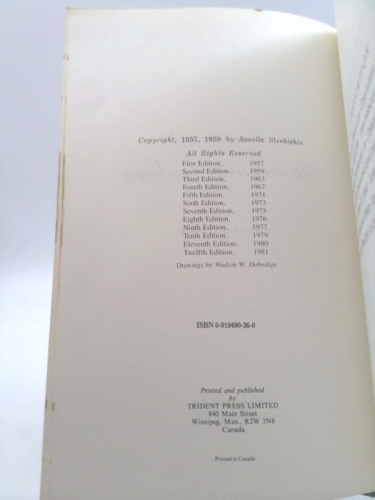 Copyright, 1957, 1959 by Savella Stechishin
All Rights Reserved
First Edition, 1957
Second Edition, 1959
Third Edition, 1963
Fourth Edition, 1967
Fifth Edition, 1971
Sixth Edition, 1973
Seventh Edition, 1975
Eighth Edition, 1976
Ninth Edition, 1977
Tenth Edition, 1979
Eleventh Edition, 1980
Twelfth Edition, 1981
Drawings by Wadym W. Dobrolige
ISBN 0-919490-36-0
Printed and published
by
TRIDENT PRESS LIMITED
840 Main Street
Winnipeg, Man., R2W 3N8
Canada
Printed in Canada